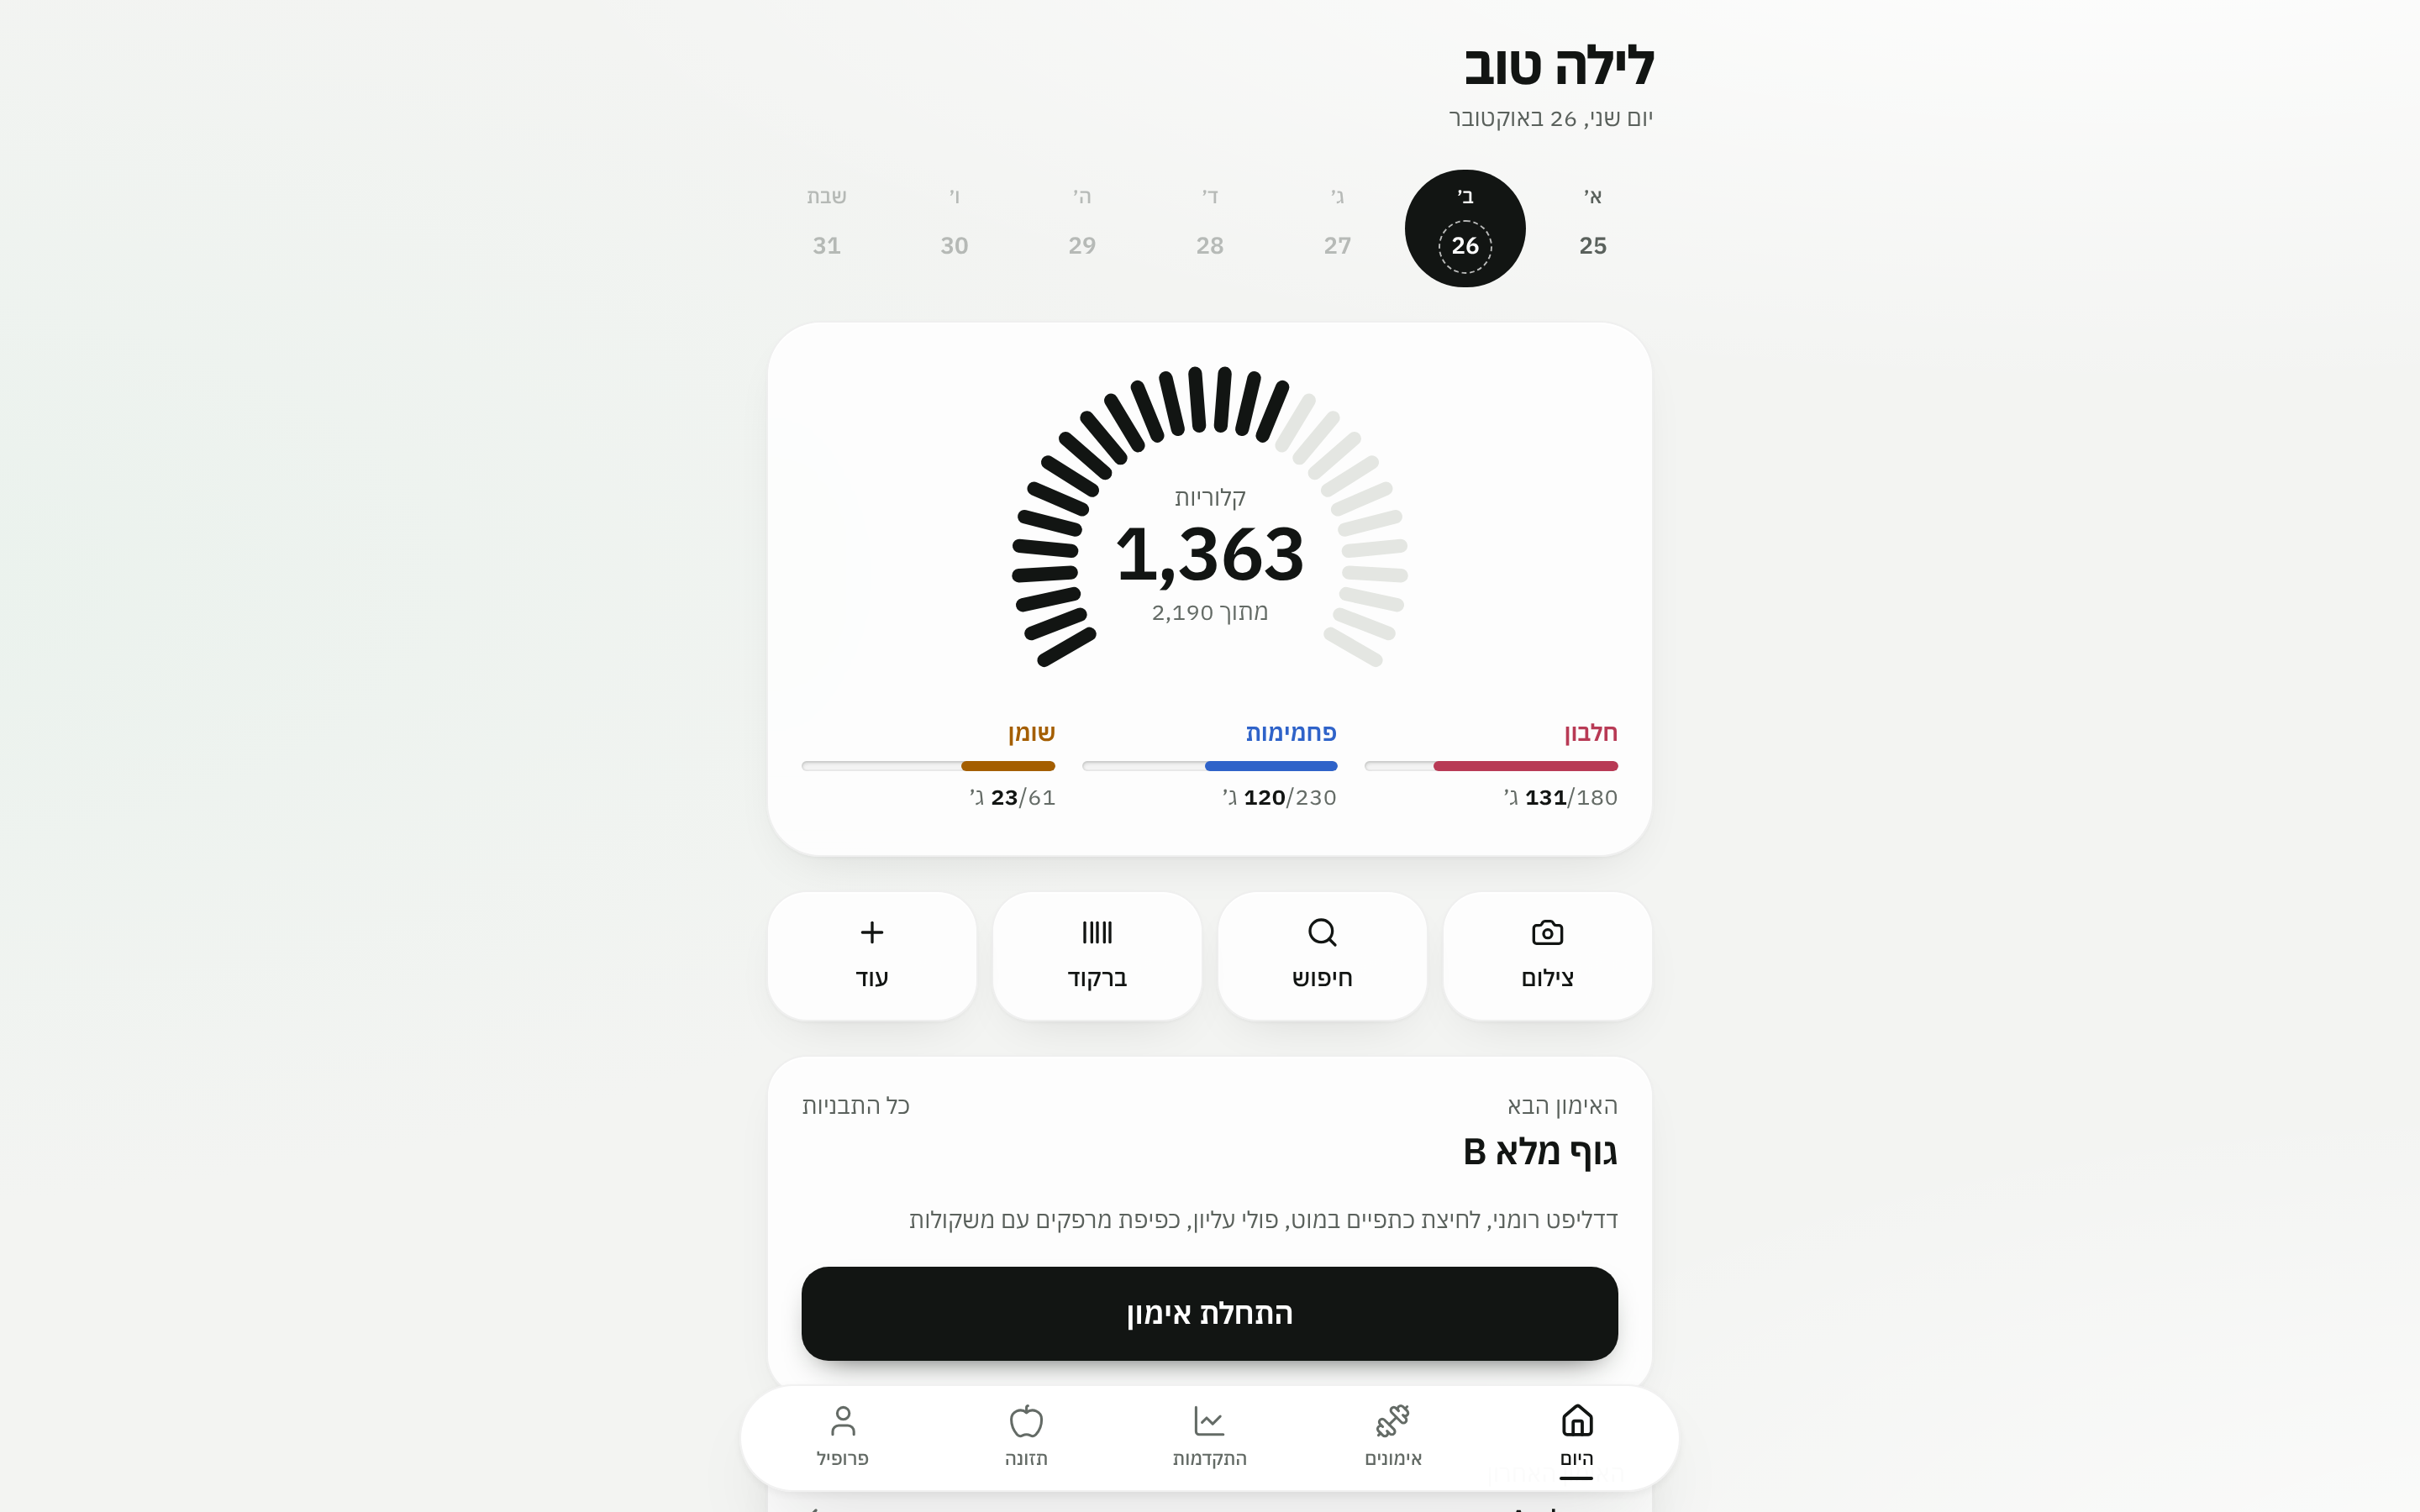 לילה טוב
יום שני, 26 באוקטובר
א׳ ב׳ ג׳ ד׳ ה׳ ו׳ שבת
25 26 27 28 29 30 31
קלוריות
1,363
מתוך 2,190
חלבון פחמימות שומן
131/180 ג׳ 120/230 ג׳ 23/61 ג׳
צילום חיפוש ברקוד עוד
האימון הבא כל התבניות
גוף מלא B
דדליפט רומני, לחיצת כתפיים במוט, פולי עליון, כפיפת מרפקים עם משקולות
התחלת אימון
היום אימונים התקדמות תזונה פרופיל